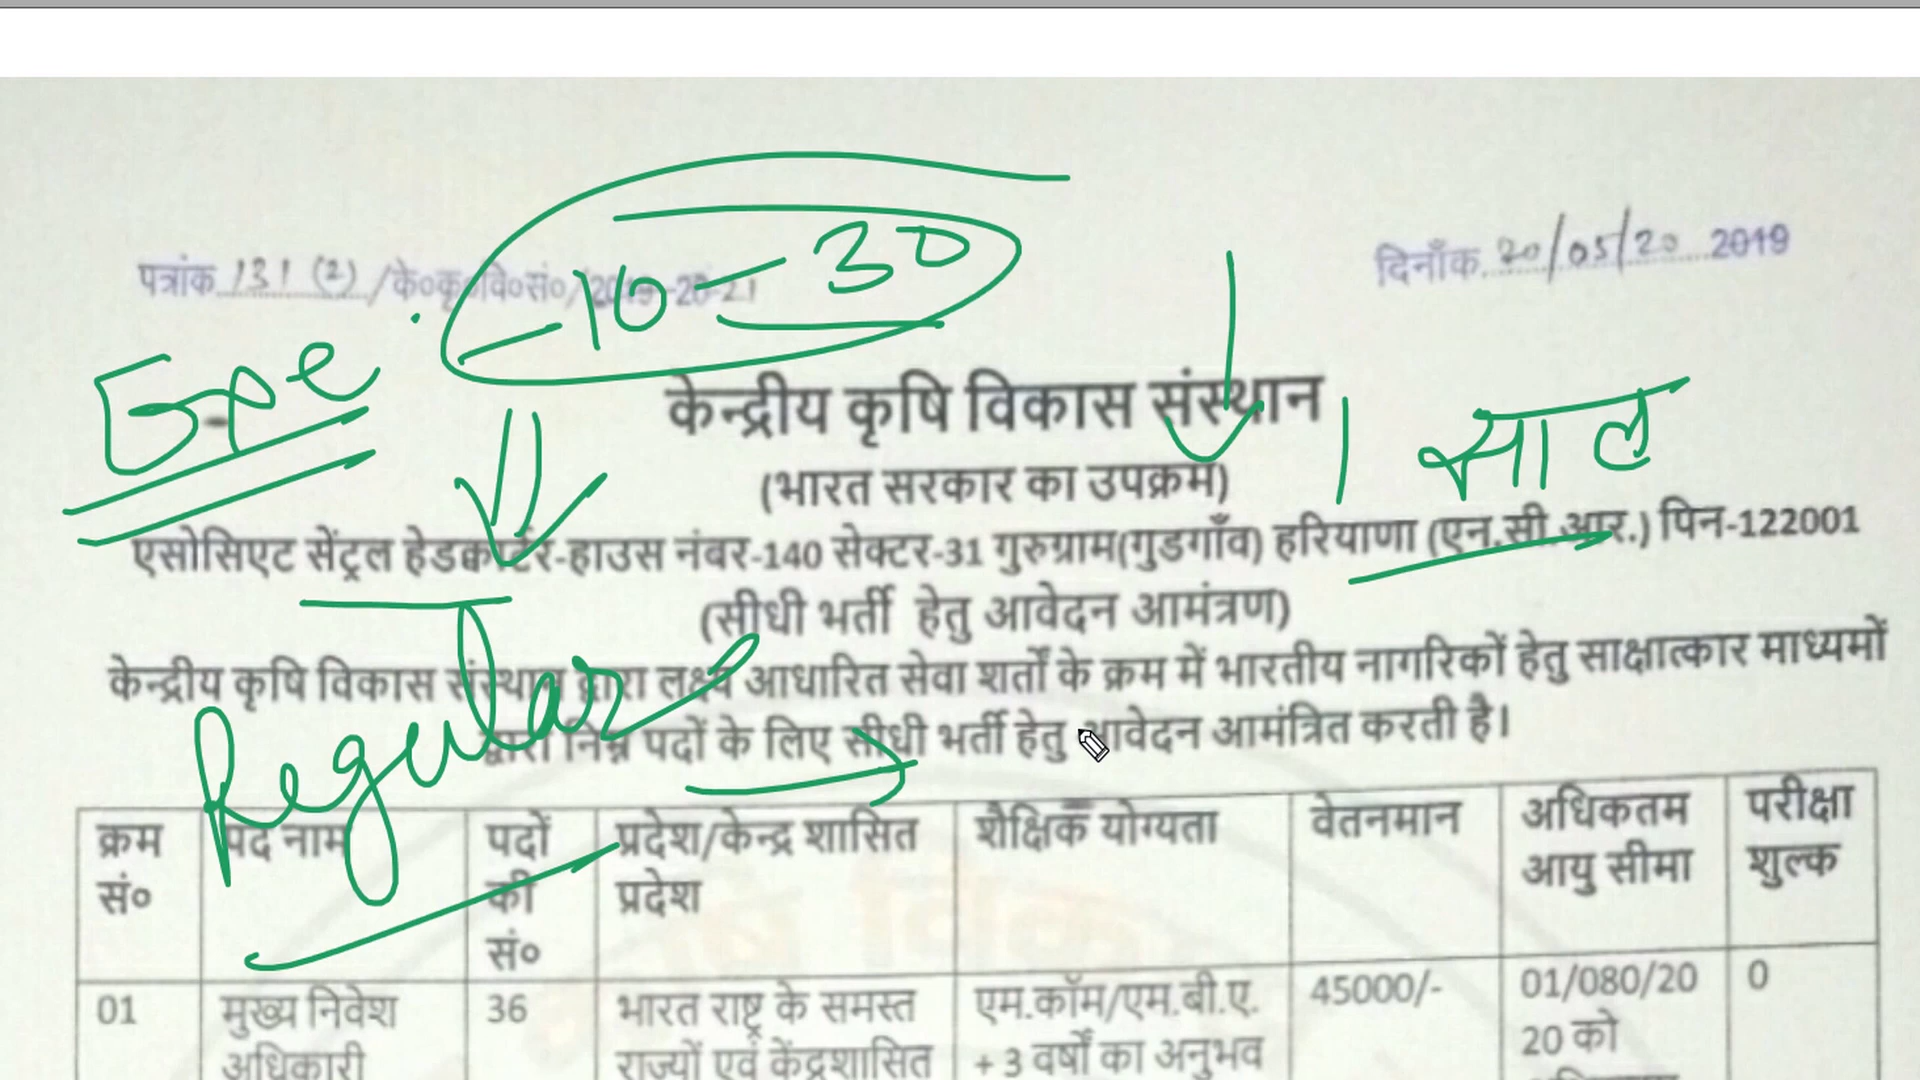 पत्रांक 131 (2) /के०कृ०वि०सं०/2019-20-21
दिनाँक 20/05/20 2019
10 - 30
Expe
1 साल
केन्द्रीय कृषि विकास संस्थान
(भारत सरकार का उपक्रम)
एसोसिएट सेंट्रल हेडक्वार्टर-हाउस नंबर-140 सेक्टर-31 गुरुग्राम(गुडगाँव) हरियाणा (एन.सी.आर.) पिन-122001
(सीधी भर्ती हेतु आवेदन आमंत्रण)
केन्द्रीय कृषि विकास संस्थान द्वारा लक्ष्य आधारित सेवा शर्तों के क्रम में भारतीय नागरिकों हेतु साक्षात्कार माध्यमों
द्वारा निम्न पदों के लिए सीधी भर्ती हेतु आवेदन आमंत्रित करती है।
Regular
क्रम सं० पद नाम पदों की सं० प्रदेश/केन्द्र शासित प्रदेश शैक्षिक योग्यता वेतनमान अधिकतम आयु सीमा परीक्षा शुल्क
01 मुख्य निवेश अधिकारी 36 भारत राष्ट्र के समस्त राज्यों एवं केंद्रशासित एम.कॉम/एम.बी.ए. + 3 वर्षों का अनुभव 45000/- 01/080/20 20 को 0